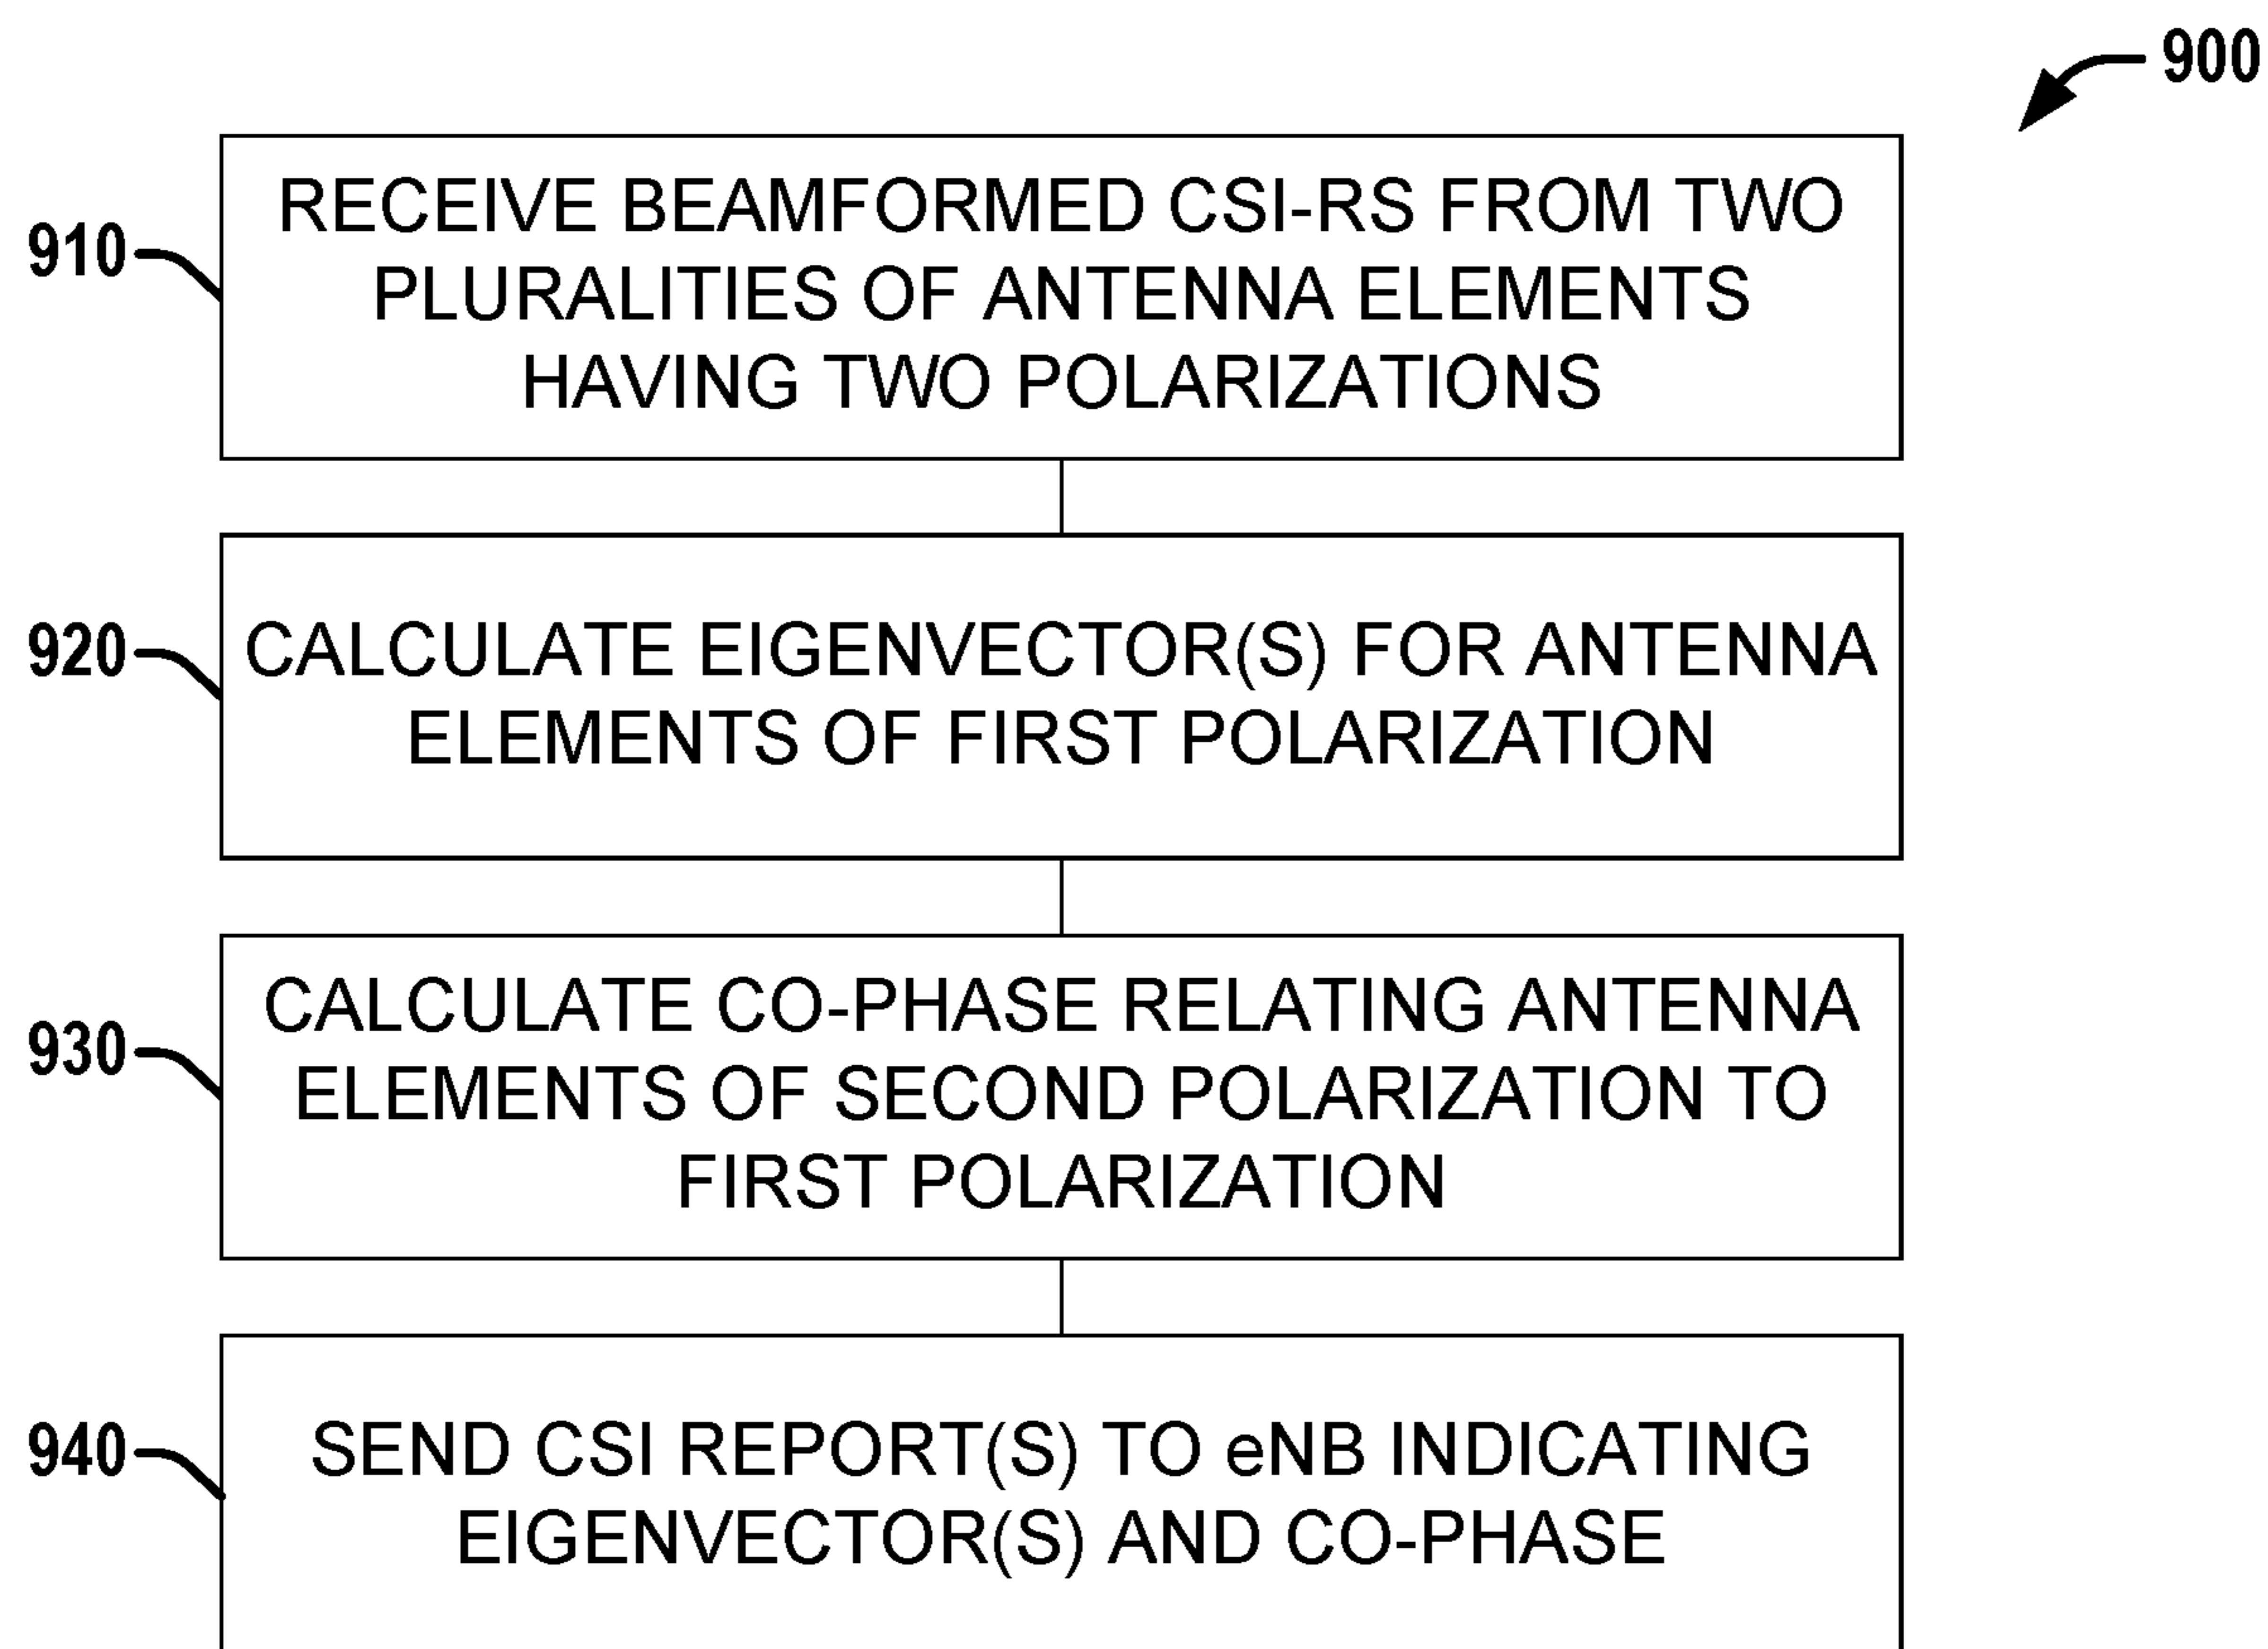 900
910
RECEIVE BEAMFORMED CSI-RS FROM TWO
PLURALITIES OF ANTENNA ELEMENTS
HAVING TWO POLARIZATIONS
920
CALCULATE EIGENVECTOR(S) FOR ANTENNA
ELEMENTS OF FIRST POLARIZATION
930
CALCULATE CO-PHASE RELATING ANTENNA
ELEMENTS OF SECOND POLARIZATION TO
FIRST POLARIZATION
940
SEND CSI REPORT(S) TO eNB INDICATING
EIGENVECTOR(S) AND CO-PHASE